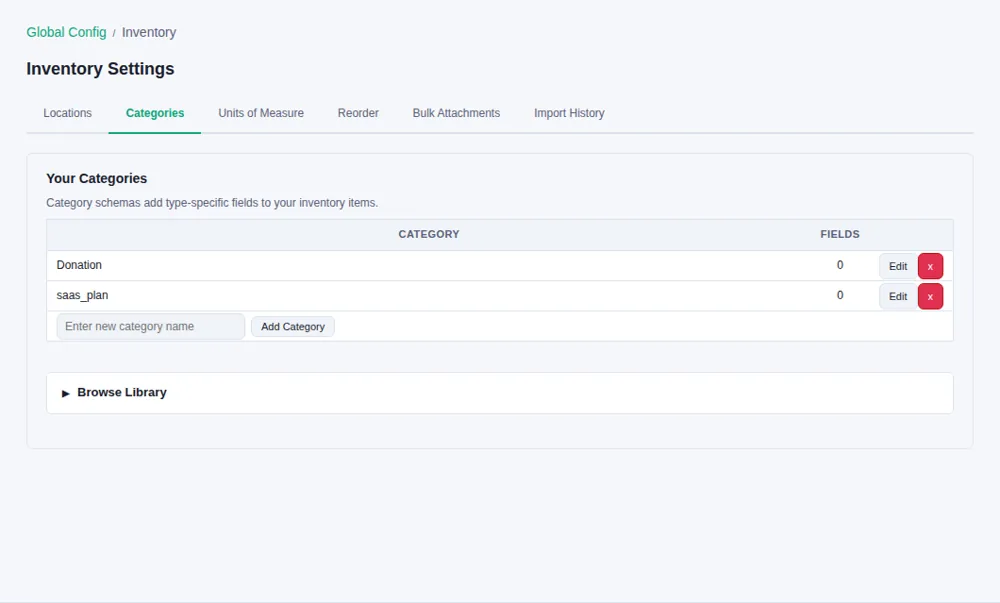 Global Config / Inventory
Inventory Settings
Locations Categories Units of Measure Reorder Bulk Attachments Import History
Your Categories
Category schemas add type-specific fields to your inventory items.
CATEGORY FIELDS
Donation 0 Edit x
saas_plan 0 Edit x
Enter new category name Add Category
▶ Browse Library